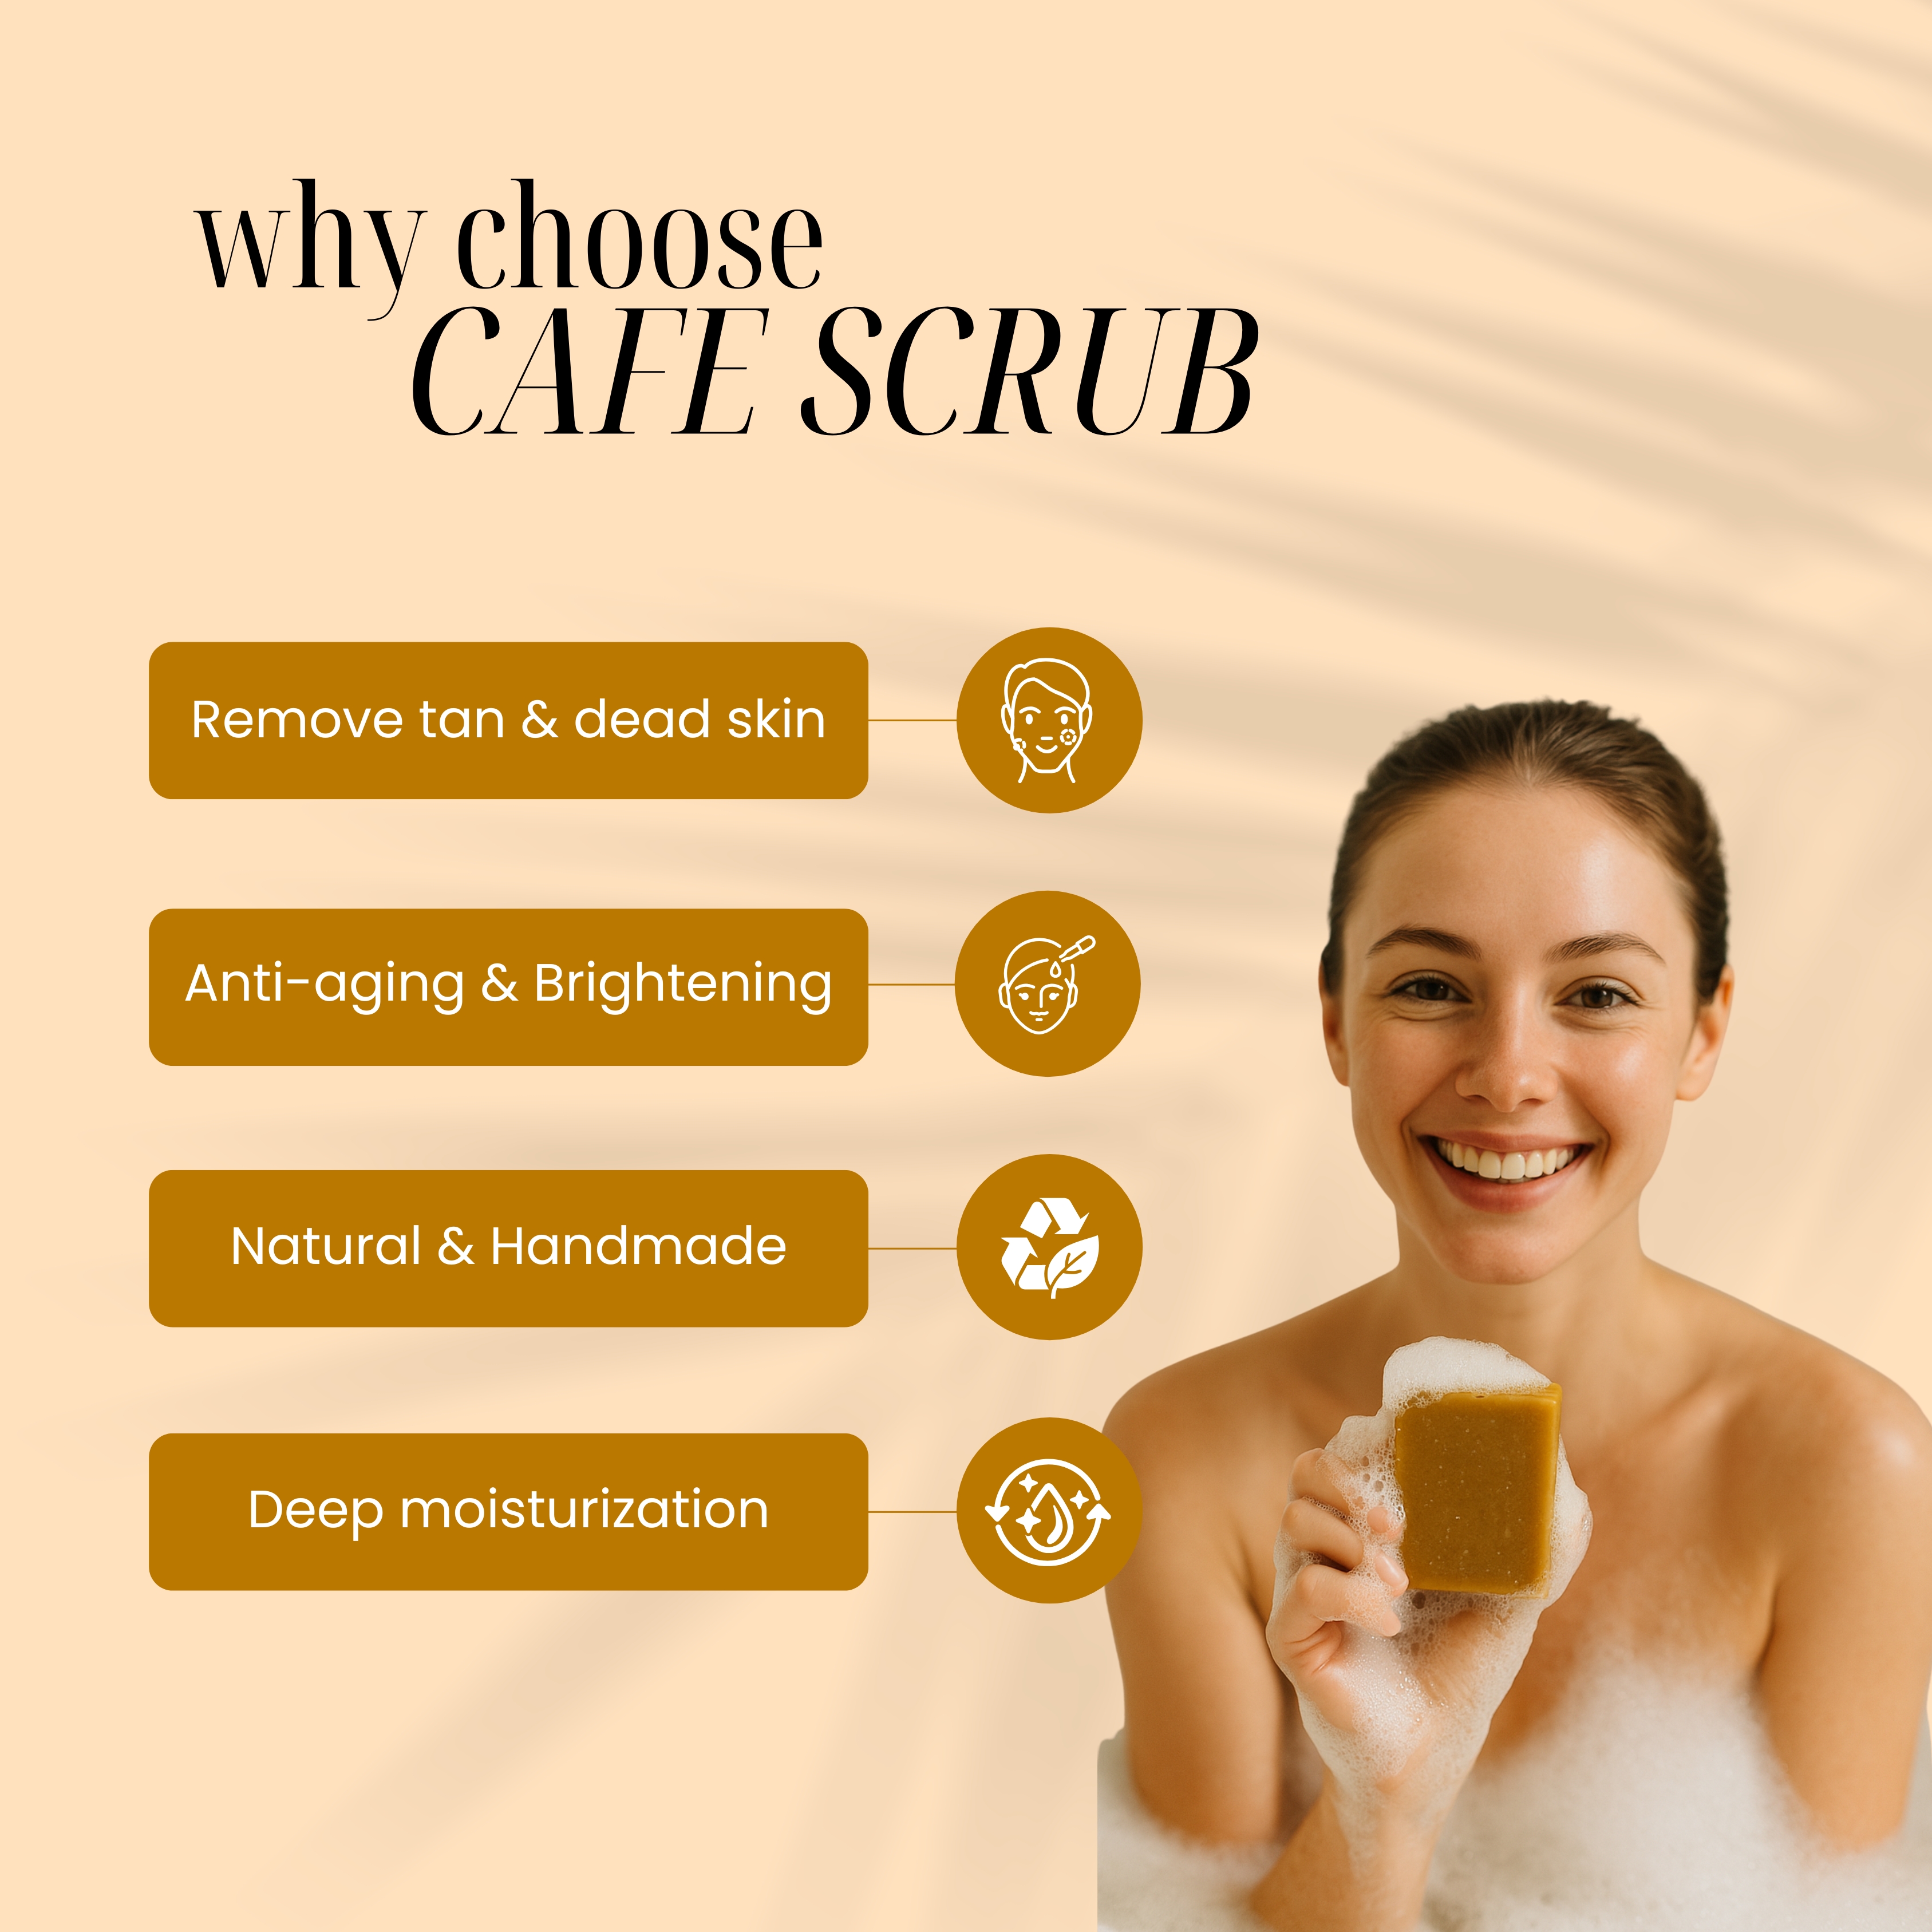 why choose
CAFE SCRUB
Remove tan & dead skin
Anti-aging & Brightening
Natural & Handmade
Deep moisturization